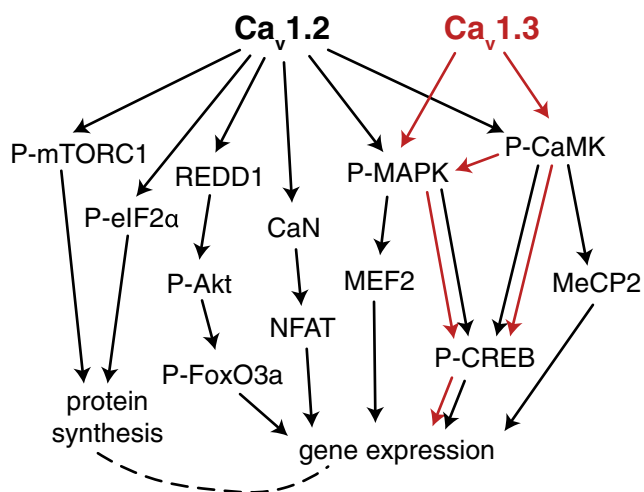 Cav1.2
Cav1.3
P-mTORC1
REDD1
P-MAPK
P-CaMK
P-eIF2α
CaN
P-Akt
MEF2
MeCP2
NFAT
P-FoxO3a
P-CREB
protein
synthesis
gene expression